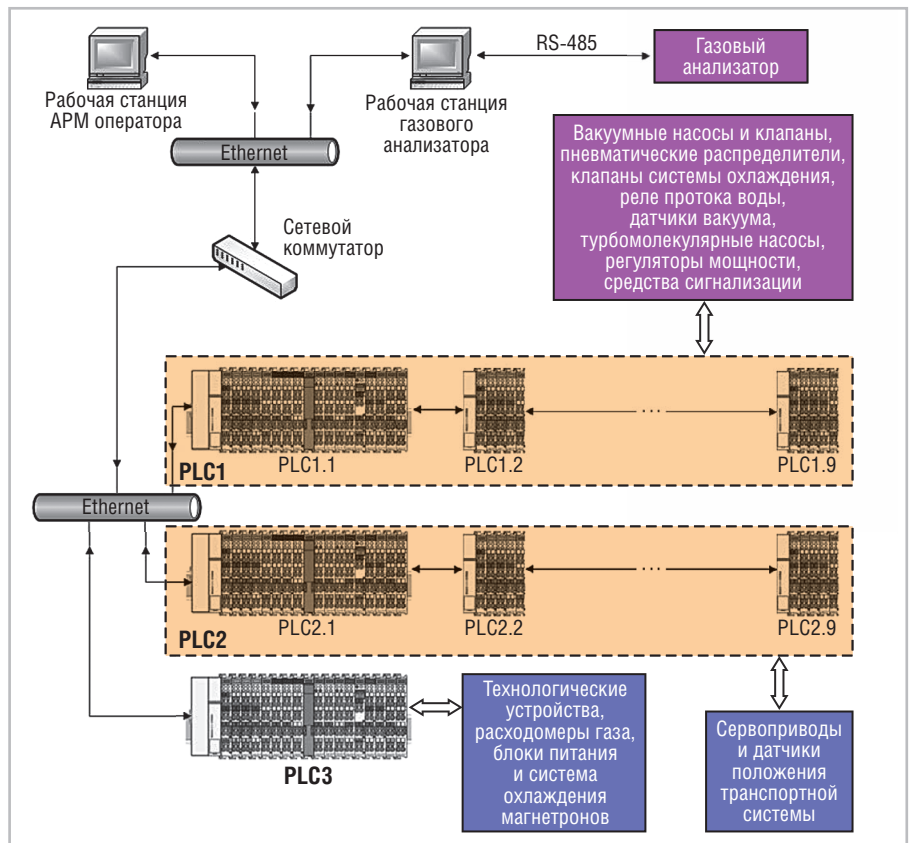 RS-485
Газовый
анализатор
Рабочая станция
АРМ оператора
Рабочая станция
газового
анализатора
Ethernet
Вакуумные насосы и клапаны,
пневматические распределители,
клапаны системы охлаждения,
реле протока воды,
датчики вакуума,
турбомолекулярные насосы,
регуляторы мощности,
средства сигнализации
Сетевой
коммутатор
...
PLC1
PLC1.1
PLC1.2
PLC1.9
Ethernet
...
PLC2
PLC2.1
PLC2.2
PLC2.9
PLC3
Технологические
устройства,
расходомеры газа,
блоки питания
и система
охлаждения
магнетронов
Сервоприводы
и датчики
положения
транспортной
системы